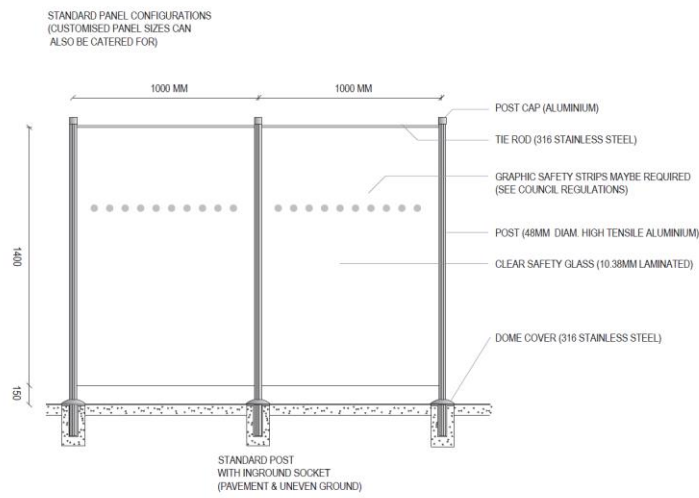 STANDARD PANEL CONFIGURATIONS
(CUSTOMISED PANEL SIZES CAN
ALSO BE CATERED FOR)
1000 MM
1000 MM
POST CAP (ALUMINIUM)
TIE ROD (316 STAINLESS STEEL)
GRAPHIC SAFETY STRIPS MAYBE REQUIRED
(SEE COUNCIL REGULATIONS)
POST (48MM DIAM. HIGH TENSILE ALUMINIUM)
1400
CLEAR SAFETY GLASS (10.38MM LAMINATED)
DOME COVER (316 STAINLESS STEEL)
150
STANDARD POST
WITH INGROUND SOCKET
(PAVEMENT & UNEVEN GROUND)